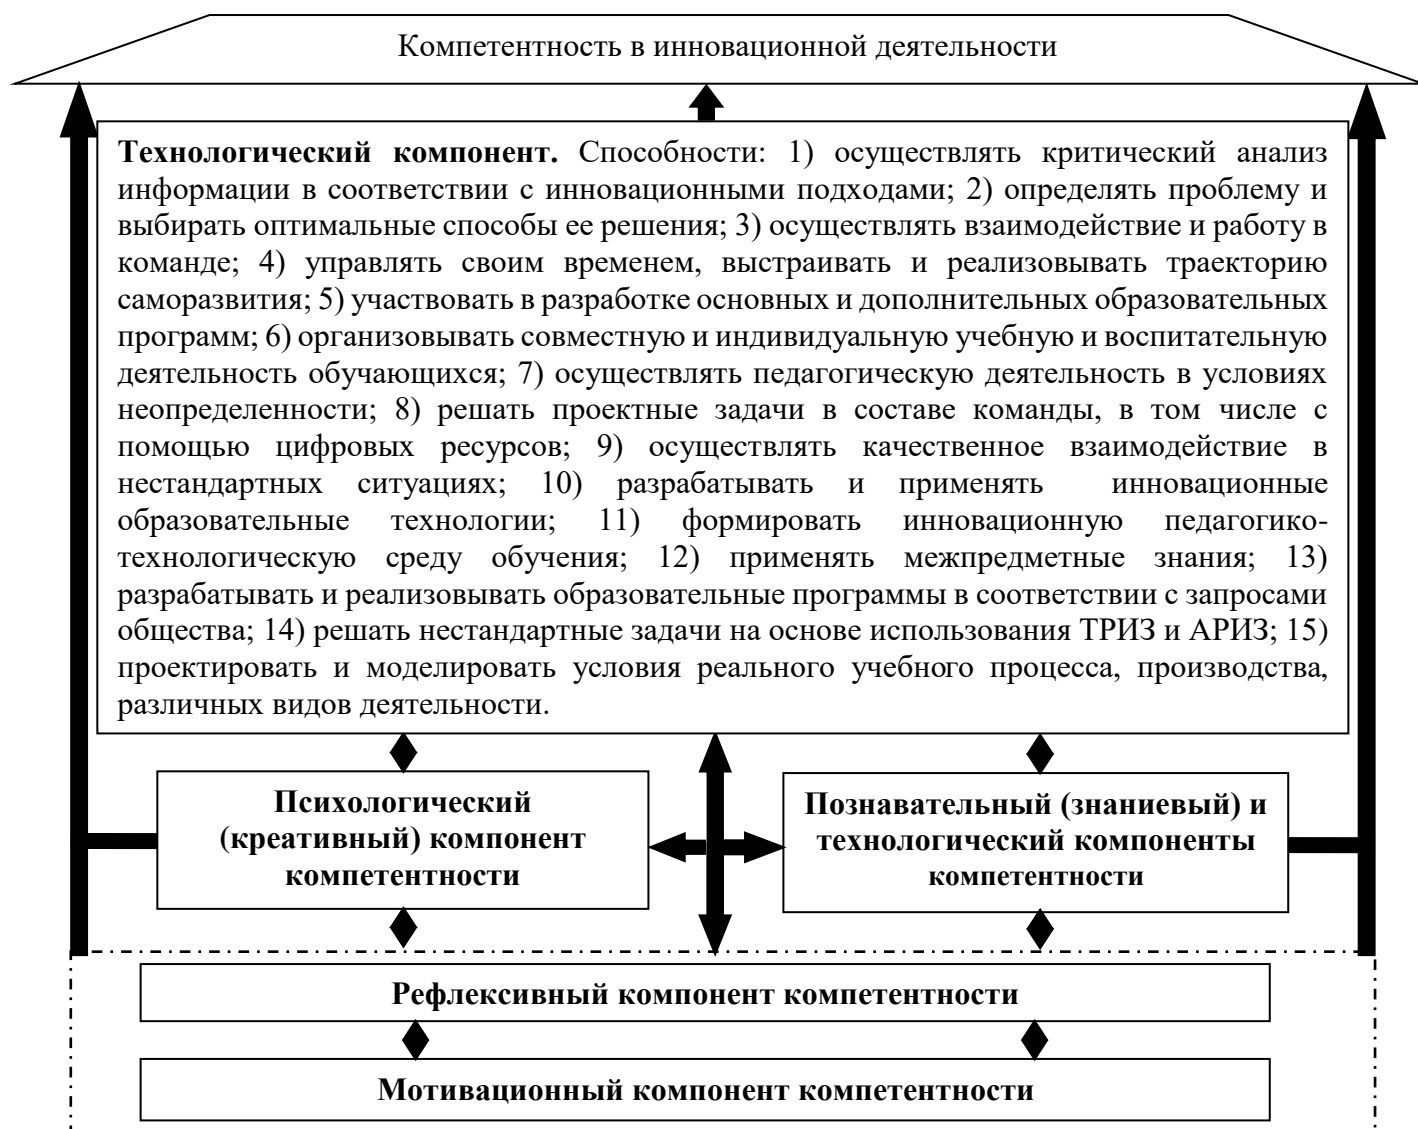 Компетентность в инновационной деятельности
Технологический компонент. Способности: 1) осуществлять критический анализ
информации в соответствии с инновационными подходами; 2) определять проблему и
выбирать оптимальные способы ее решения; 3) осуществлять взаимодействие и работу в
команде; 4) управлять своим временем, выстраивать и реализовывать траекторию
саморазвития; 5) участвовать в разработке основных и дополнительных образовательных
программ; 6) организовывать совместную и индивидуальную учебную и воспитательную
деятельность обучающихся; 7) осуществлять педагогическую деятельность в условиях
неопределенности; 8) решать проектные задачи в составе команды, в том числе с
помощью цифровых ресурсов; 9) осуществлять качественное взаимодействие в
нестандартных ситуациях; 10) разрабатывать и применять инновационные
образовательные технологии; 11) формировать инновационную педагогико-
технологическую среду обучения; 12) применять межпредметные знания; 13)
разрабатывать и реализовывать образовательные программы в соответствии с запросами
общества; 14) решать нестандартные задачи на основе использования ТРИЗ и АРИЗ; 15)
проектировать и моделировать условия реального учебного процесса, производства,
различных видов деятельности.
Психологический
(креативный) компонент
компетентности
Познавательный (знаниевый) и
технологический компоненты
компетентности
Рефлексивный компонент компетентности
Мотивационный компонент компетентности